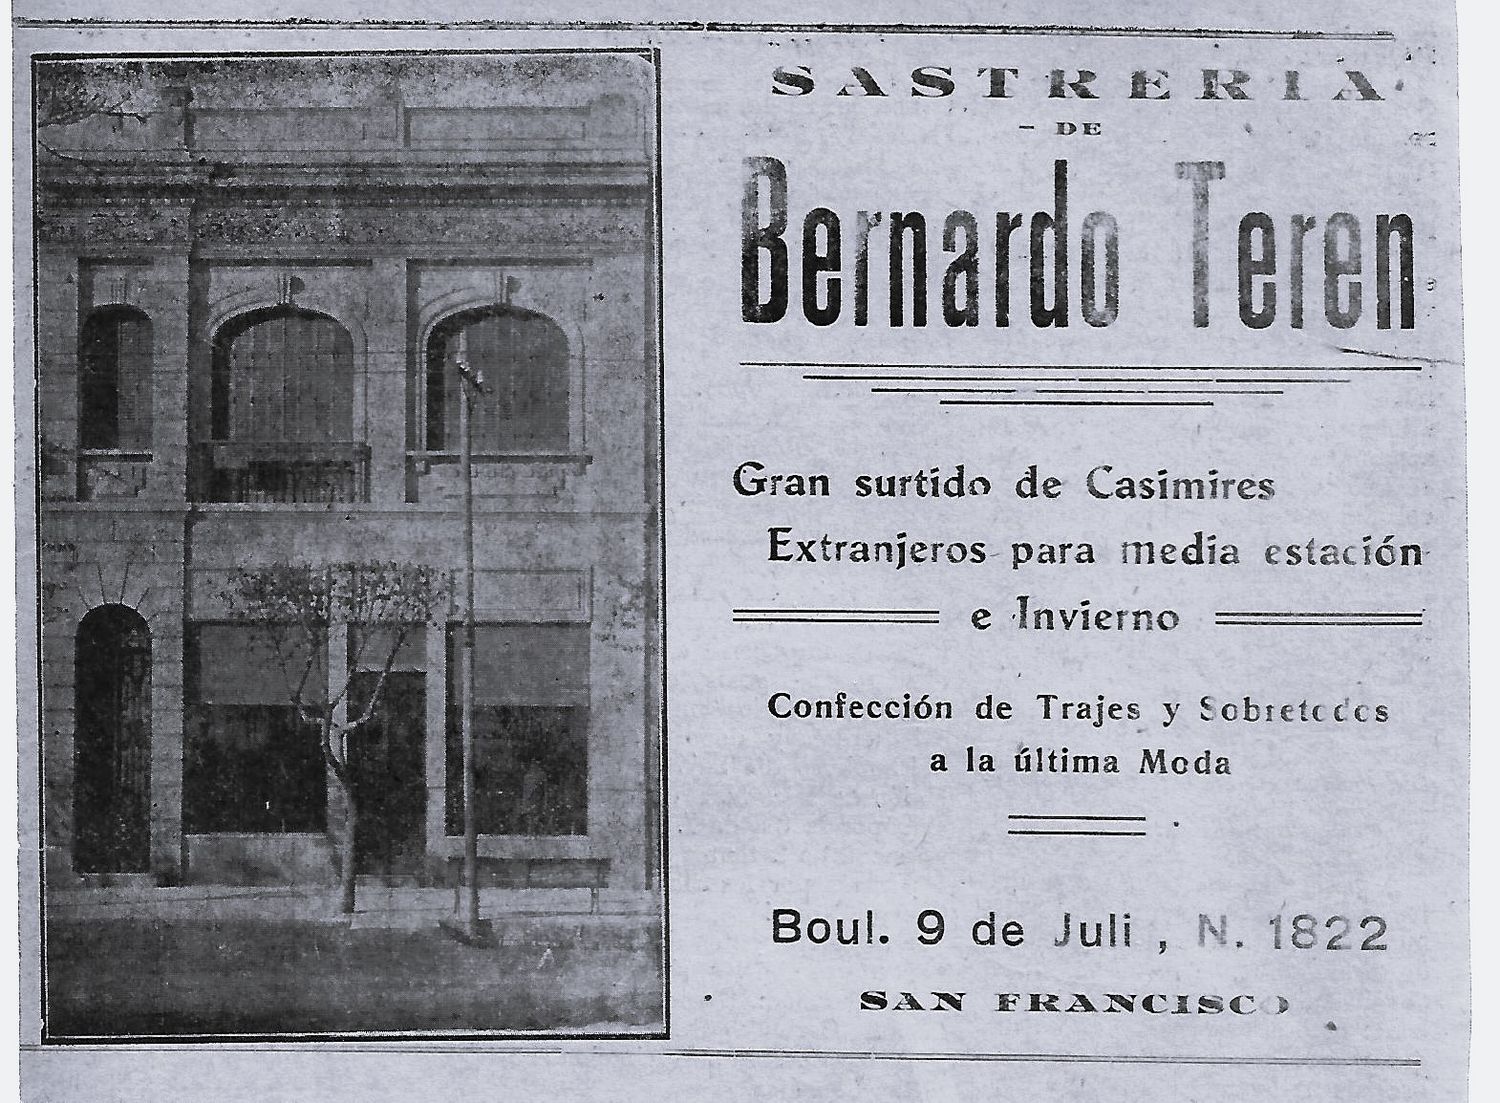 SASTRERIA
- DE
Bernardo Teren
Gran surtido de Casimires
Extranjeros para media estación
e Invierno
Confección de Trajes y Sobretodos
a la última Moda
Boul. 9 de Juli , N. 1822
SAN FRANCISCO